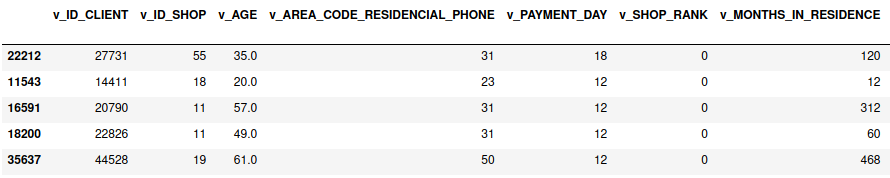 v_ID_CLIENT v_ID_SHOP v_AGE v_AREA_CODE_RESIDENCIAL_PHONE v_PAYMENT_DAY v_SHOP_RANK v_MONTHS_IN_RESIDENCE
22212 27731 55 35.0 31 18 0 120
11543 14411 18 20.0 23 12 0 12
16591 20790 11 57.0 31 12 0 312
18200 22826 11 49.0 31 12 0 60
35637 44528 19 61.0 50 12 0 468